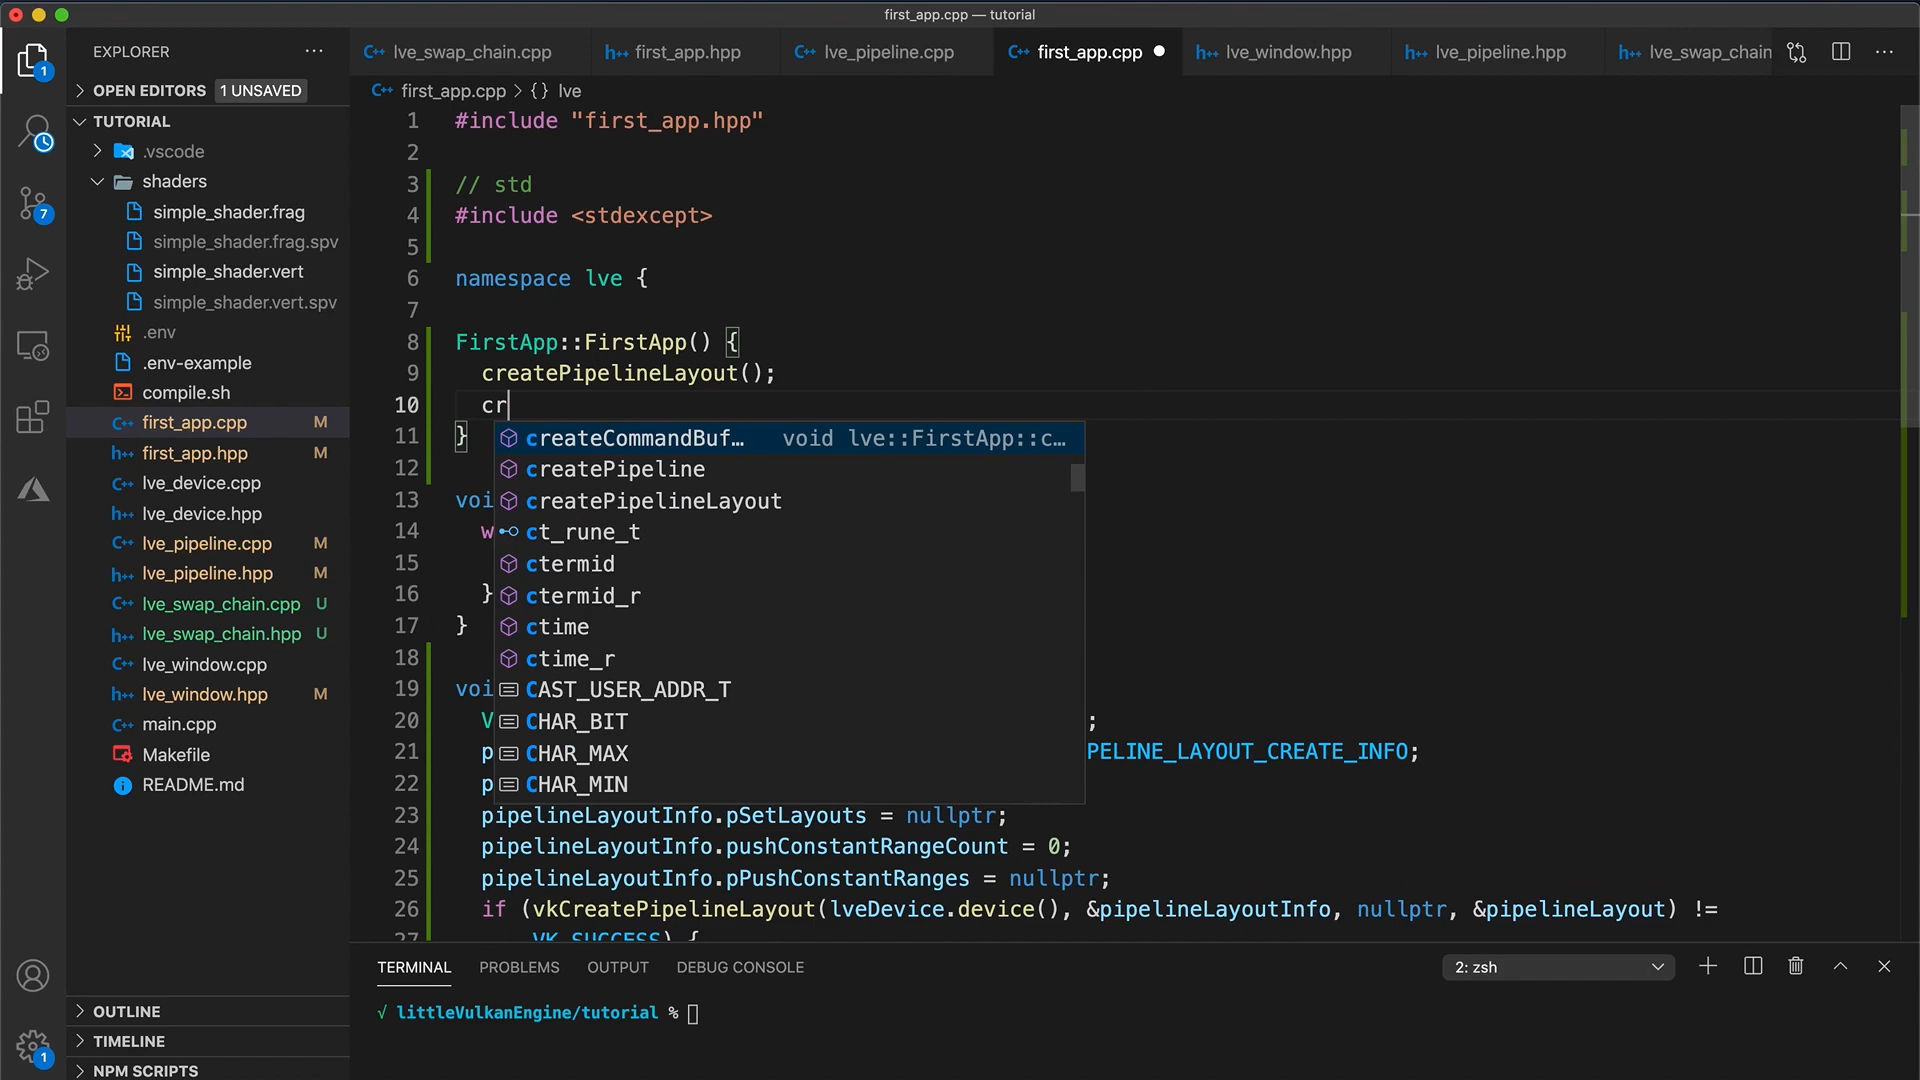 first_app.cpp — tutorial
EXPLORER
OPEN EDITORS 1 UNSAVED
TUTORIAL
.vscode
shaders
simple_shader.frag
simple_shader.frag.spv
simple_shader.vert
simple_shader.vert.spv
.env
.env-example
compile.sh
first_app.cpp M
first_app.hpp M
lve_device.cpp
lve_device.hpp
lve_pipeline.cpp M
lve_pipeline.hpp M
lve_swap_chain.cpp U
lve_swap_chain.hpp U
lve_window.cpp
lve_window.hpp M
main.cpp
Makefile
README.md
OUTLINE
TIMELINE
NPM SCRIPTS
1
7
1
lve_swap_chain.cpp first_app.hpp lve_pipeline.cpp first_app.cpp lve_window.hpp lve_pipeline.hpp lve_swap_chain
first_app.cpp > {} lve
1 #include "first_app.hpp"
2
3 // std
4 #include <stdexcept>
5
6 namespace lve {
7
8 FirstApp::FirstApp() {
9 createPipelineLayout();
10 cr
11 }
12
13 voi
14 w
15
16 }
17 }
18
19 voi
20 V ;
21 p PELINE_LAYOUT_CREATE_INFO;
22 p
23 pipelineLayoutInfo.pSetLayouts = nullptr;
24 pipelineLayoutInfo.pushConstantRangeCount = 0;
25 pipelineLayoutInfo.pPushConstantRanges = nullptr;
26 if (vkCreatePipelineLayout(lveDevice.device(), &pipelineLayoutInfo, nullptr, &pipelineLayout) !=
27 VK_SUCCESS) {
createCommandBuf… void lve::FirstApp::c…
createPipeline
createPipelineLayout
ct_rune_t
ctermid
ctermid_r
ctime
ctime_r
CAST_USER_ADDR_T
CHAR_BIT
CHAR_MAX
CHAR_MIN
TERMINAL PROBLEMS OUTPUT DEBUG CONSOLE 2: zsh
√ littleVulkanEngine/tutorial %